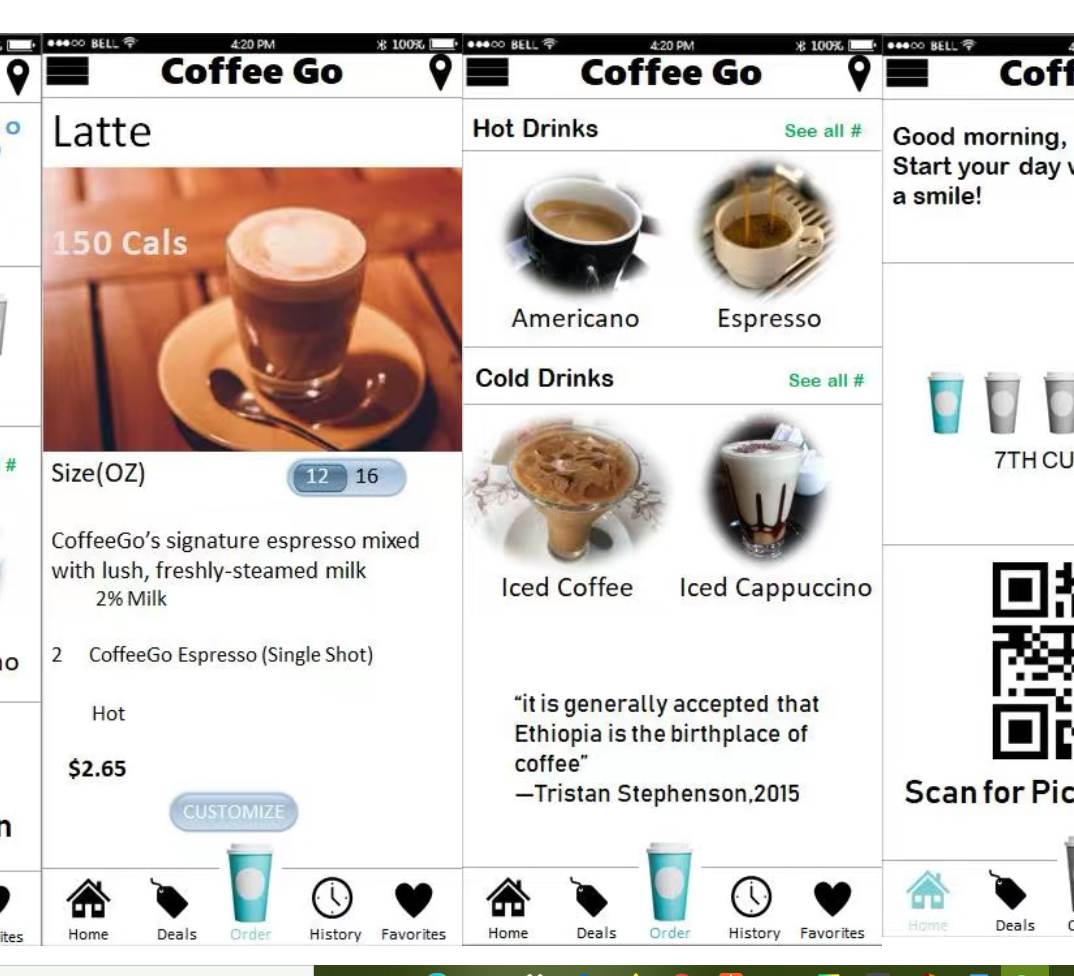 100%
BELL
4:20 PM
100%
BELL
4:20 PM
100%
BELL
Coffee Go
Coffee Go
Coff
Latte
150 Cals
Size(OZ)
12 16
CoffeeGo's signature espresso mixed
with lush, freshly-steamed milk
2% Milk
2 CoffeeGo Espresso (Single Shot)
Hot
$2.65
CUSTOMIZE
Home Deals Order History Favorites
Hot Drinks See all #
Americano Espresso
Cold Drinks See all #
Iced Coffee Iced Cappuccino
“it is generally accepted that
Ethiopia is the birthplace of
coffee”
—Tristan Stephenson,2015
Home Deals Order History Favorites
Good morning,
Start your day
a smile!
7TH CU
Scan for Pic
Home Deals